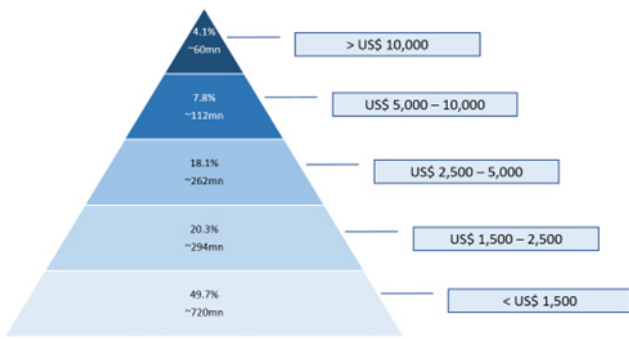 4.1%
~60mn
> US$ 10,000
7.8%
~112mn
US$ 5,000 – 10,000
18.1%
~262mn
US$ 2,500 – 5,000
20.3%
~294mn
US$ 1,500 – 2,500
49.7%
~720mn
< US$ 1,500